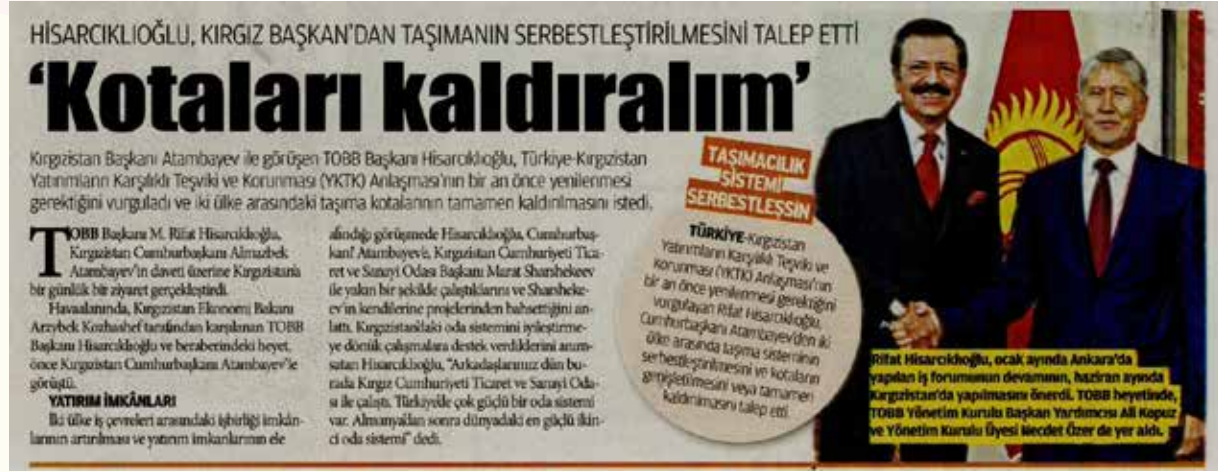 HİSARCIKLIOĞLU, KIRGIZ BAŞKAN'DAN TAŞIMANIN SERBESTLEŞTİRİLMESİNİ TALEP ETTİ
'Kotaları kaldıralım'
Kırgızistan Başkanı Atambayev ile görüşen TOBB Başkanı Hisarcıklıoğlu, Türkiye-Kırgızistan
Yatırımların Karşılıklı Teşviki ve Korunması (YKTK) Anlaşması'nın bir an önce yenilenmesi
gerektiğini vurguladı ve iki ülke arasındaki taşıma kotalarının tamamen kaldırılmasını istedi.
TOBB Başkanı M. Rifat Hisarcıklıoğlu,
Kırgızistan Cumhurbaşkanı Almazbek
Atambayev'in daveti üzerine Kırgızistan'a
bir günlük bir ziyaret gerçekleştirdi.
Havaalanında, Kırgızistan Ekonomi Bakanı
Arzybek Kozhashef tarafından karşılanan TOBB
Başkanı Hisarcıklıoğlu ve beraberindeki heyet,
önce Kırgızistan Cumhurbaşkanı Atambayev'le
görüştü.
YATIRIM İMKÂNLARI
İki ülke iş çevreleri arasındaki işbirliği imkân-
larının artırılması ve yatırım imkanlarının ele
alındığı görüşmede Hisarcıklıoğlu, Cumhurbaş-
kanı Atambayev'e, Kırgızistan Cumhuriyeti Tica-
ret ve Sanayi Odası Başkanı Marat Sharshekeev
ile yakın bir şekilde çalıştıklarını ve Sharsheke-
ev'in kendilerine projelerinden bahsettiğini an-
lattı. Kırgızistan'daki oda sistemini iyileştirme-
ye dönük çalışmalara destek verdiklerini anım-
satan Hisarcıklıoğlu, "Arkadaşlarımız dün bu-
rada Kırgız Cumhuriyeti Ticaret ve Sanayi Oda-
sı ile çalıştı. Türkiye'de çok güçlü bir oda sistemi
var. Almanya'dan sonra dünyadaki en güçlü ikin-
ci oda sistemi" dedi.
TAŞIMACILIK
SİSTEMİ
SERBESTLEŞSİN
TÜRKİYE-Kırgızistan
Yatırımların Karşılıklı Teşviki ve
Korunması (YKTK) Anlaşması'nın
bir an önce yenilenmesi gerektiğini
vurgulayan Rifat Hisarcıklıoğlu,
Cumhurbaşkanı Atambayev'den iki
ülke arasında taşıma sisteminin
serbestleştirilmesini ve kotaların
genişletilmesini veya tamamen
kaldırılmasını talep etti.
Rifat Hisarcıklıoğlu, ocak ayında Ankara'da
yapılan iş forumunun devamının, haziran ayında
Kırgızistan'da yapılmasını önerdi. TOBB heyetinde,
TOBB Yönetim Kurulu Başkan Yardımcısı Ali Kopuz
ve Yönetim Kurulu Üyesi Necdet Özer de yer aldı.